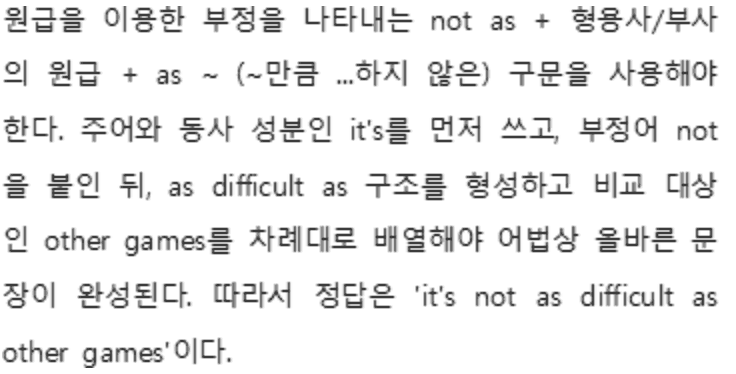 원급을 이용한 부정을 나타내는 not as + 형용사/부사
의 원급 + as ~ (~만큼 ...하지 않은) 구문을 사용해야
한다. 주어와 동사 성분인 it's를 먼저 쓰고, 부정어 not
을 붙인 뒤, as difficult as 구조를 형성하고 비교 대상
인 other games를 차례대로 배열해야 어법상 올바른 문
장이 완성된다. 따라서 정답은 'it's not as difficult as
other games'이다.